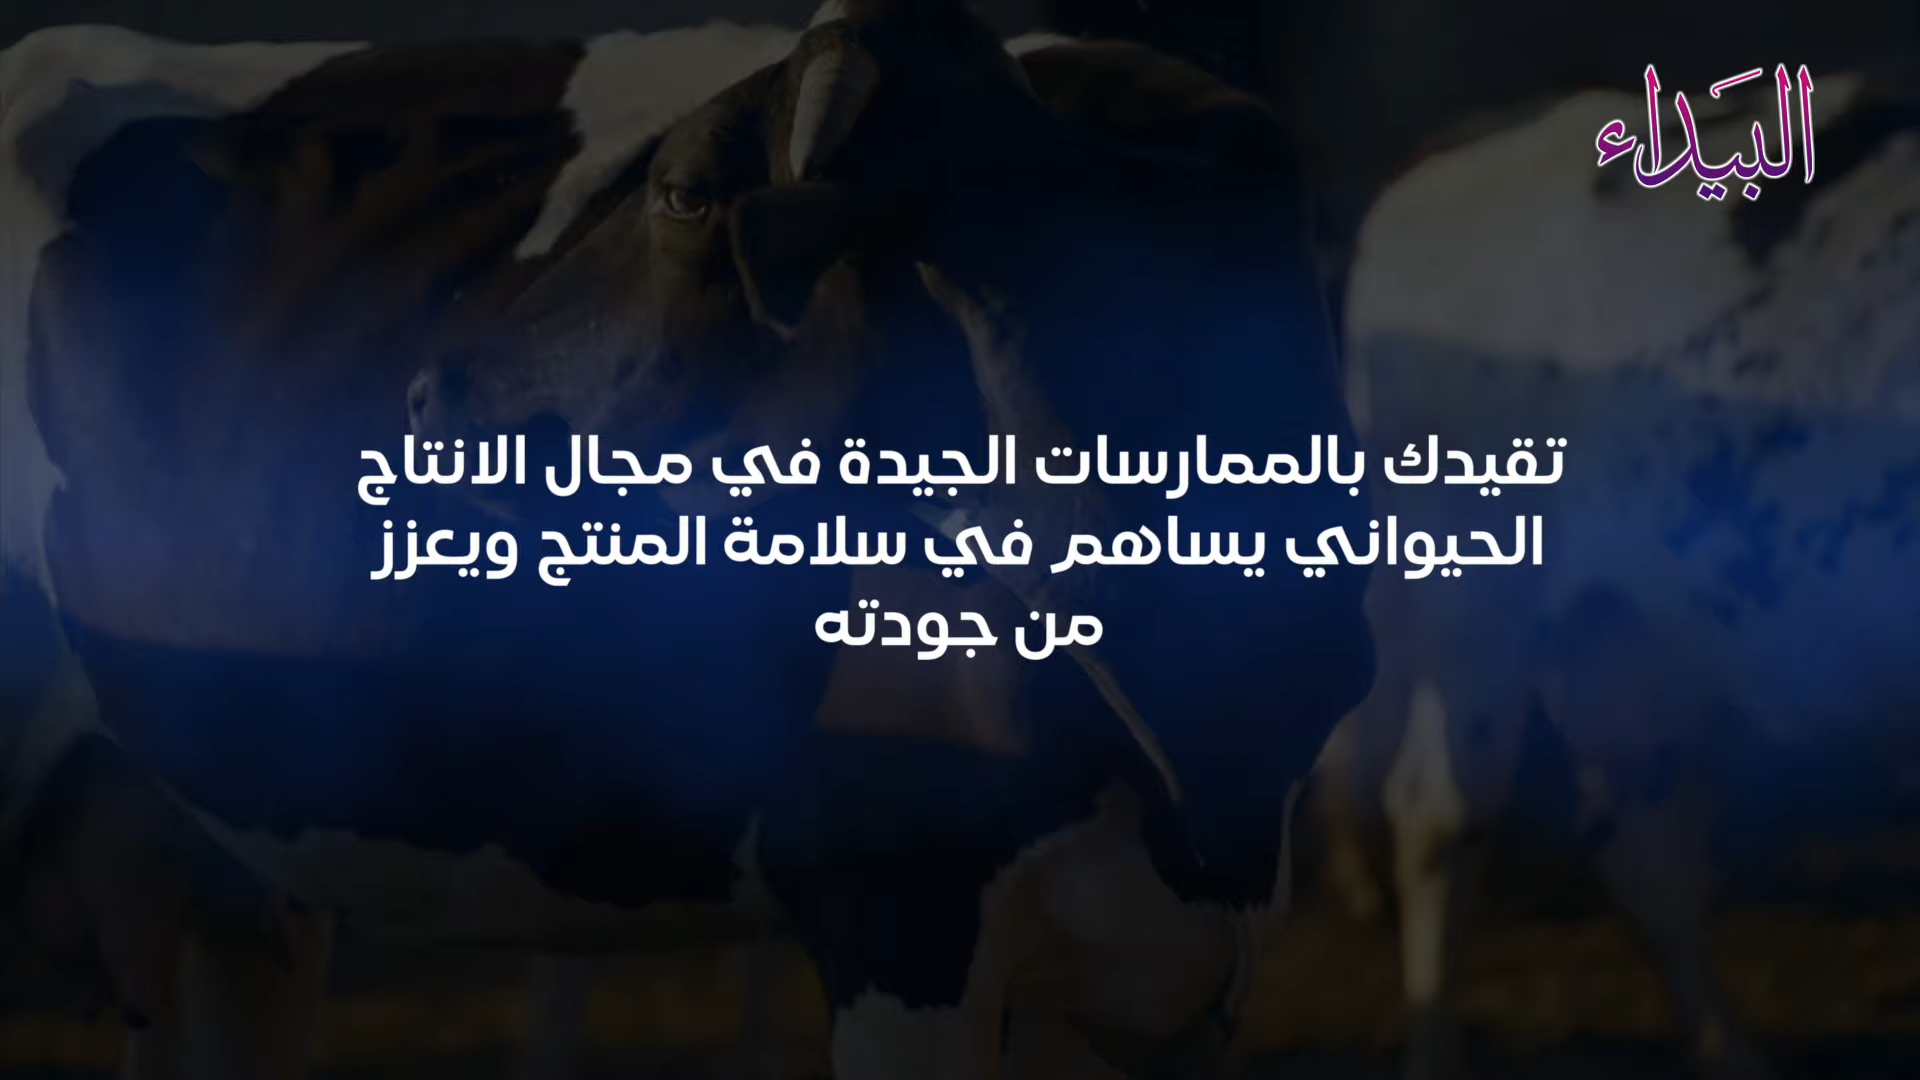 البَيداء
تقيدك بالممارسات الجيدة في مجال الانتاج
الحيواني يساهم في سلامة المنتج ويعزز
من جودته